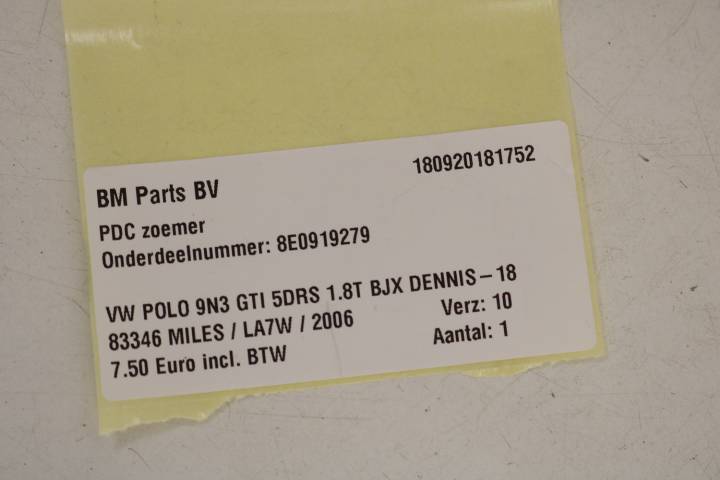 BM Parts BV 180920181752
PDC zoemer
Onderdeelnummer: 8E0919279
VW POLO 9N3 GTI 5DRS 1.8T BJX DENNIS-18
83346 MILES / LA7W / 2006 Verz: 10
7.50 Euro incl. BTW Aantal: 1